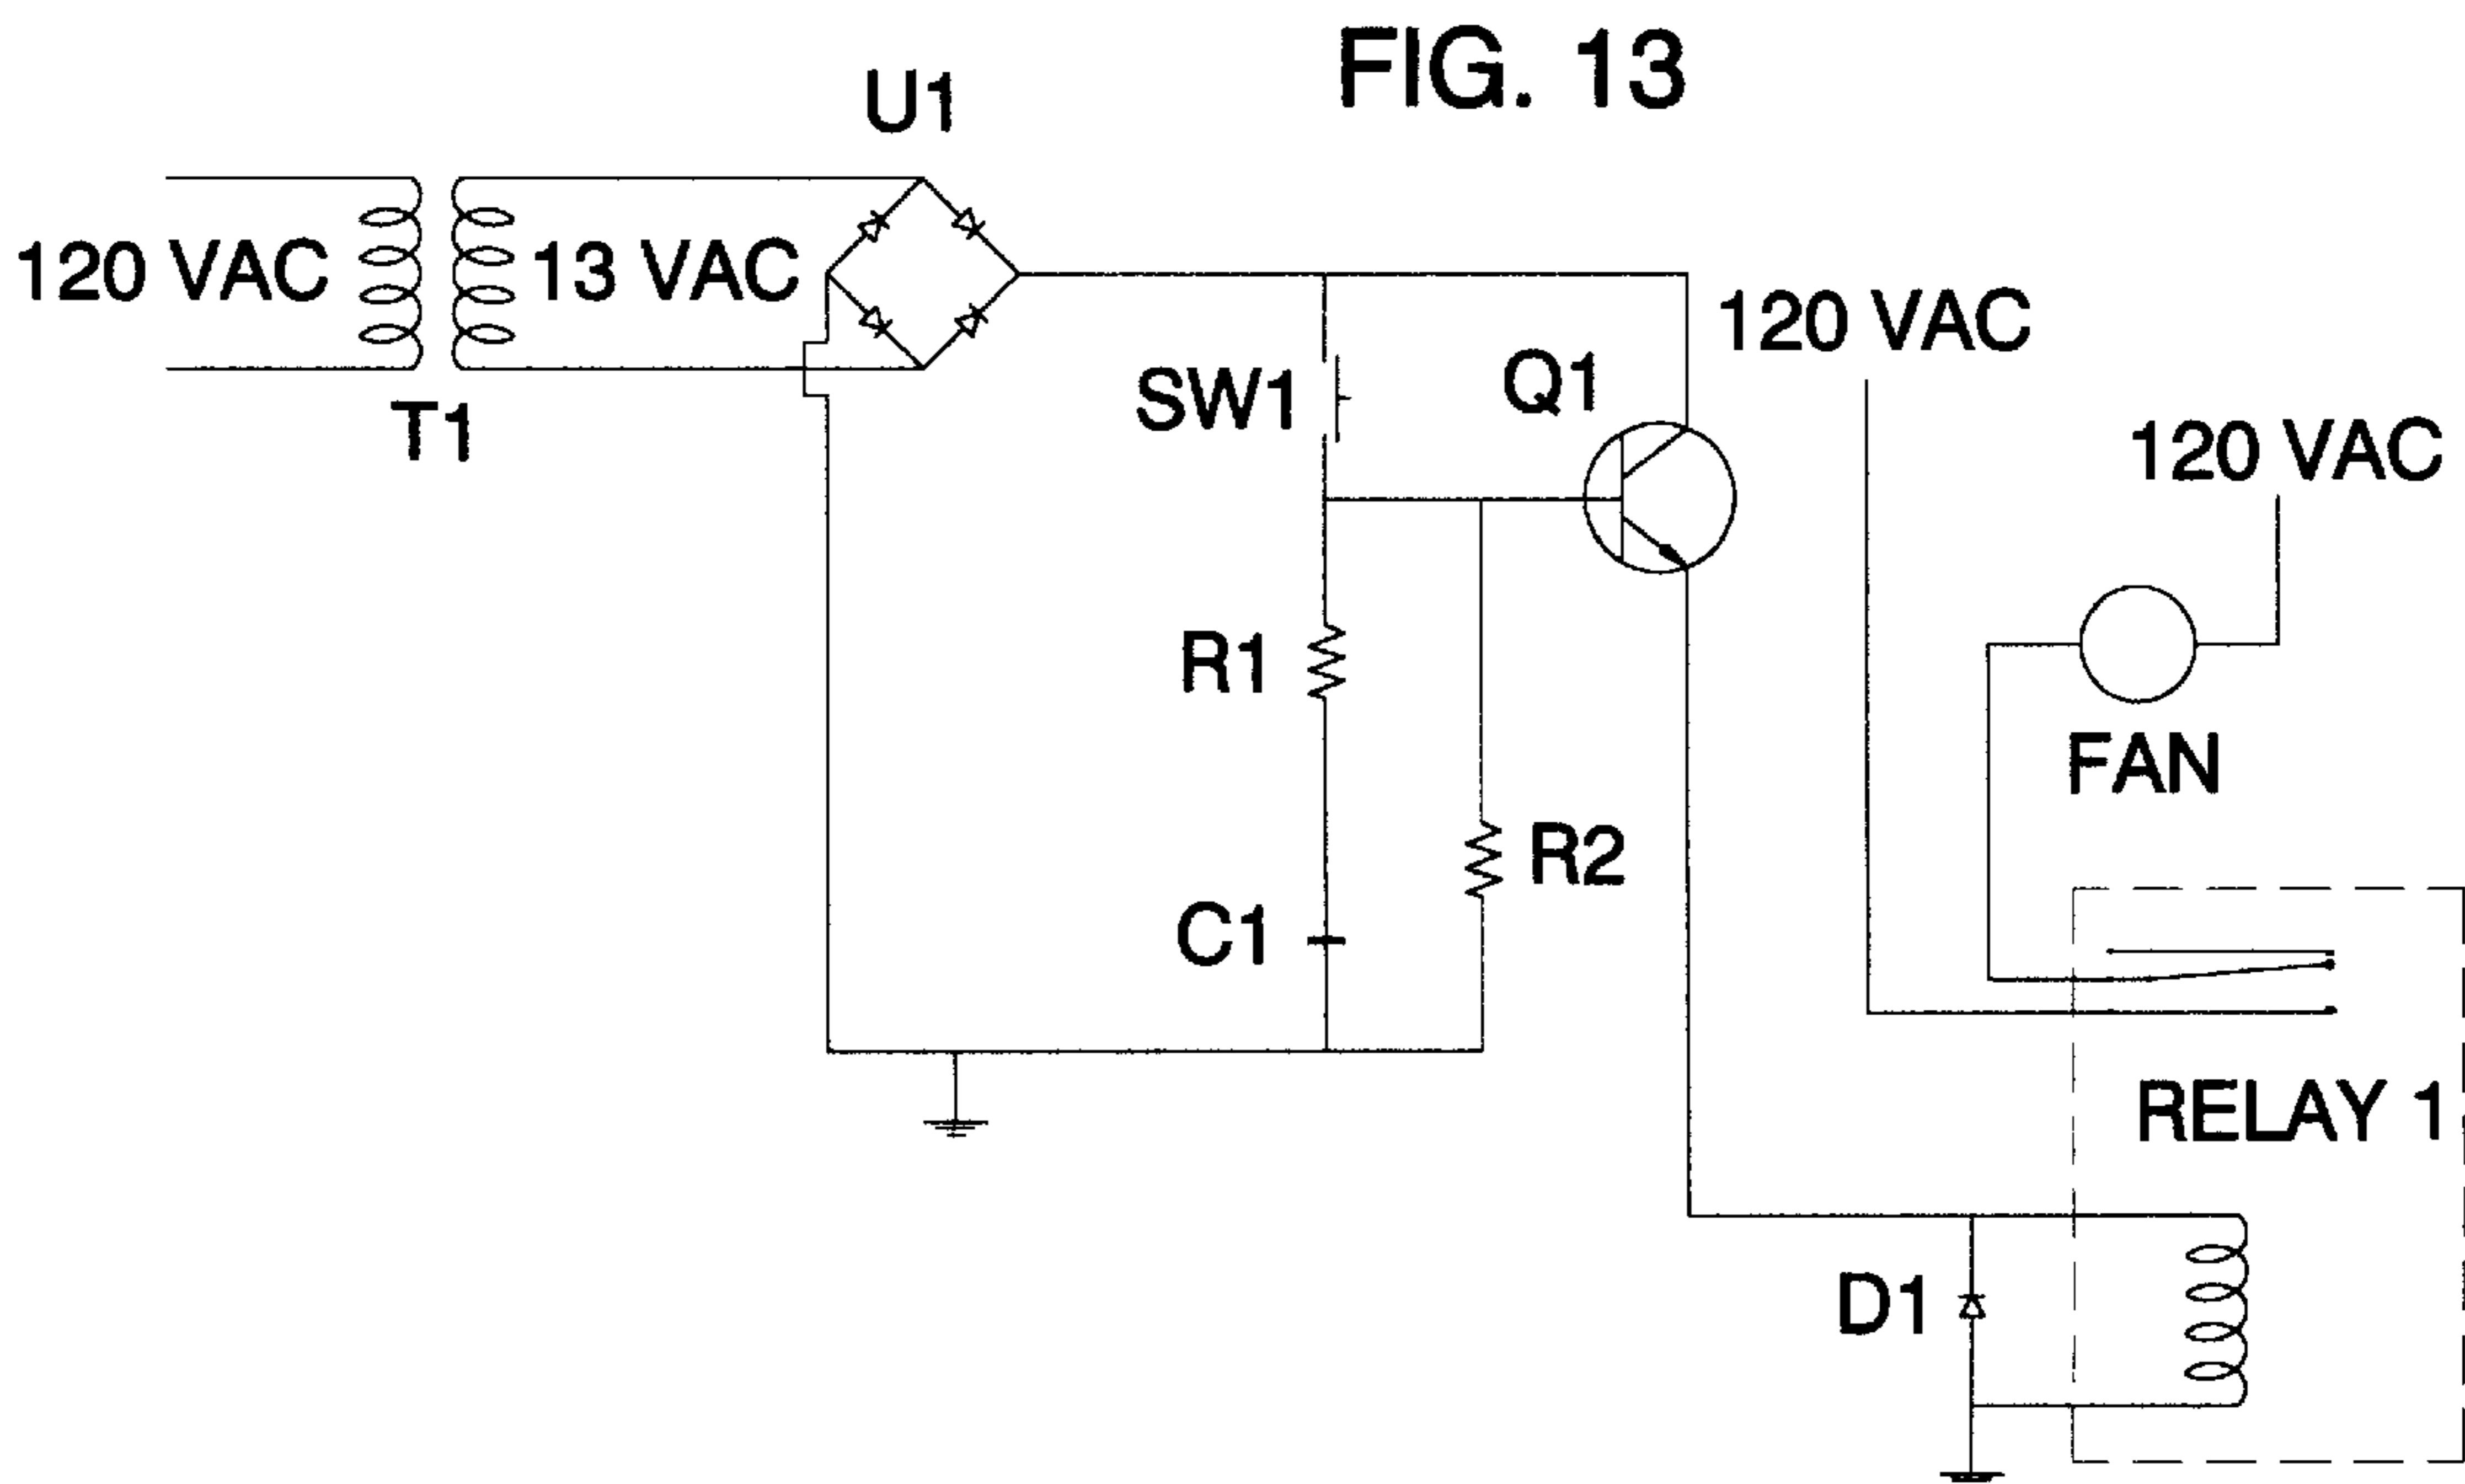 FIG. 13
U1
120 VAC
13 VAC
T1
SW1
Q1
120 VAC
120 VAC
R1
FAN
R2
C1
RELAY 1
D1